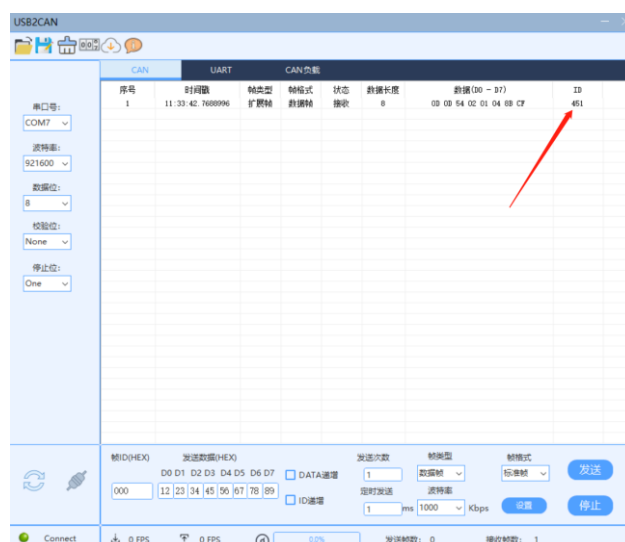 USB2CAN
CAN UART CAN负载
序号 时间戳 帧类型 帧格式 状态 数据长度 数据(D0 - D7) ID
1 11:33:42.7688996 扩展帧 数据帧 接收 8 0D 0D 54 02 01 04 8B CF 451
串口号:
COM7
波特率:
921600
数据位:
8
校验位:
None
停止位:
One
帧ID(HEX) 发送数据(HEX) 发送次数 帧类型 帧格式
D0 D1 D2 D3 D4 D5 D6 D7 DATA递增 1 数据帧 标准帧 发送
000 12 23 34 45 56 67 78 89 定时发送 波特率
ID递增 1 ms 1000 Kbps 设置 停止
Connect 0 FPS 0 FPS 0.0% 发送帧数: 0 接收帧数: 1